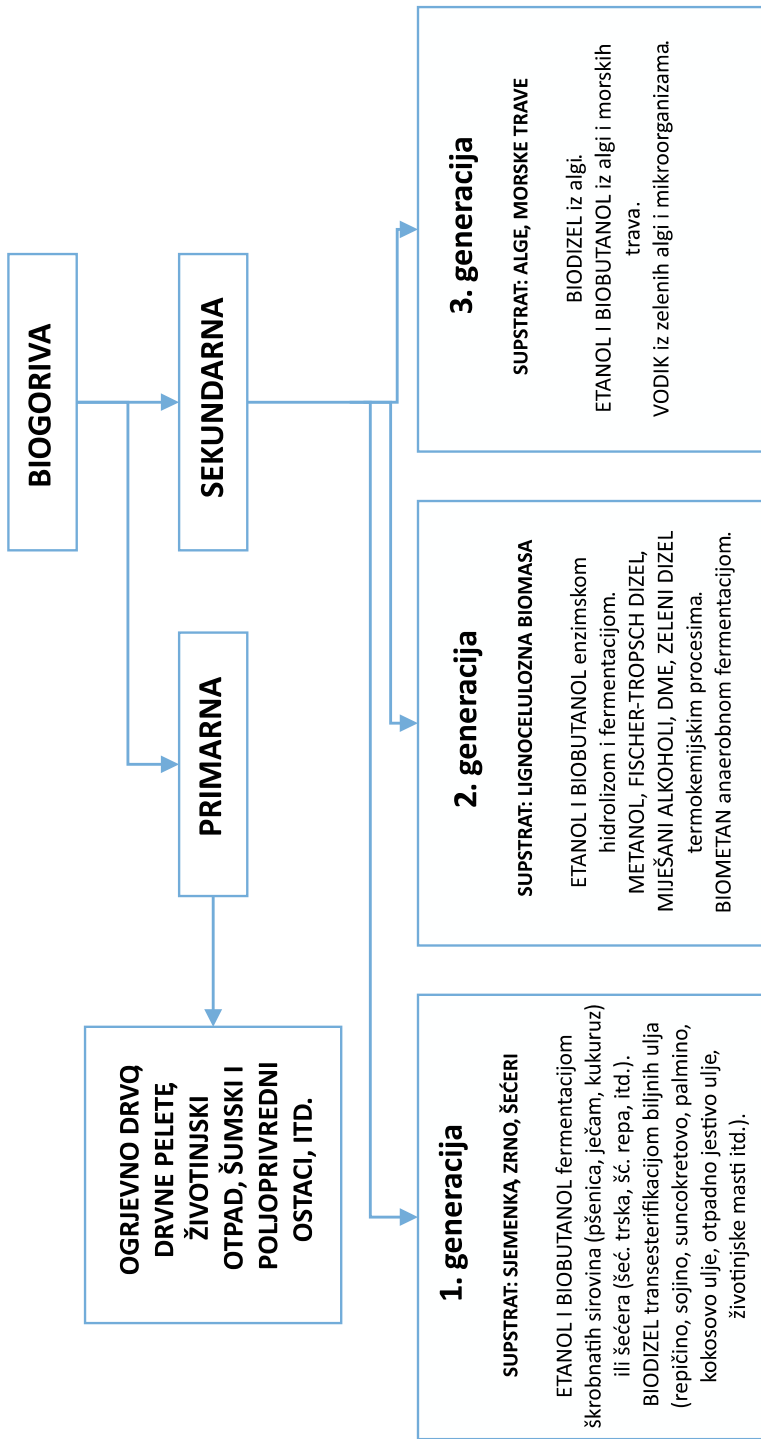 BIOGORIVA
PRIMARNA
SEKUNDARNA
OGRJEVNO DRVO,
DRVNE PELETE,
ŽIVOTINJSKI
OTPAD, ŠUMSKI I
POLJOPRIVREDNI
OSTACI, ITD.
1. generacija
SUPSTRAT: SJEMENKA, ZRNO, ŠEĆERI
ETANOL I BIOBUTANOL fermentacijom
škrobnatih sirovina (pšenica, ječam, kukuruz)
ili šećera (šeć. trska, šć. repa, itd.).
BIODIZEL transesterifikacijom biljnih ulja
(repičino, sojino, suncokretovo, palmino,
kokosovo ulje, otpadno jestivo ulje,
životinjske masti itd.).
2. generacija
SUPSTRAT: LIGNOCELULOZNA BIOMASA
ETANOL I BIOBUTANOL enzimskom
hidrolizom i fermentacijom.
METANOL, FISCHER-TROPSCH DIZEL,
MIJEŠANI ALKOHOLI, DME, ZELENI DIZEL
termokemijskim procesima.
BIOMETAN anaerobnom fermentacijom.
3. generacija
SUPSTRAT: ALGE, MORSKE TRAVE
BIODIZEL iz algi.
ETANOL I BIOBUTANOL iz algi i morskih
trava.
VODIK iz zelenih algi i mikroorganizama.